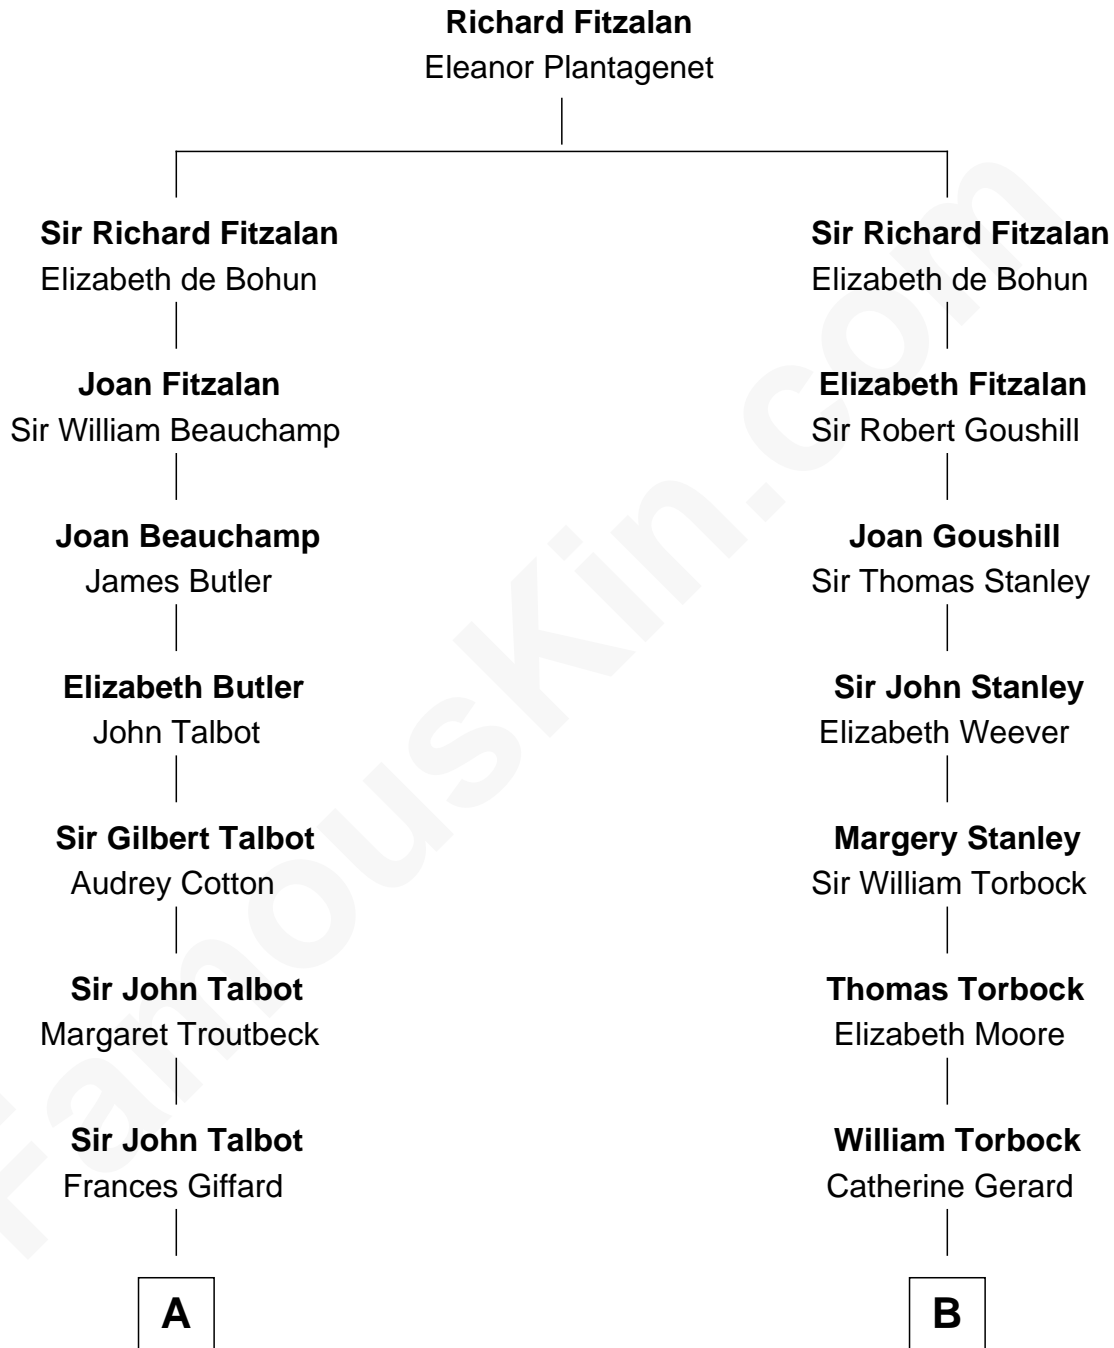 Richard Fitzalan
Eleanor Plantagenet
Sir Richard Fitzalan
Elizabeth de Bohun
Joan Fitzalan
Sir William Beauchamp
Joan Beauchamp
James Butler
Elizabeth Butler
John Talbot
Sir Gilbert Talbot
Audrey Cotton
Sir John Talbot
Margaret Troutbeck
Sir John Talbot
Frances Giffard
A
Sir Richard Fitzalan
Elizabeth de Bohun
Elizabeth Fitzalan
Sir Robert Goushill
Joan Goushill
Sir Thomas Stanley
Sir John Stanley
Elizabeth Weever
Margery Stanley
Sir William Torbock
Thomas Torbock
Elizabeth Moore
William Torbock
Catherine Gerard
B
FamousKin.com